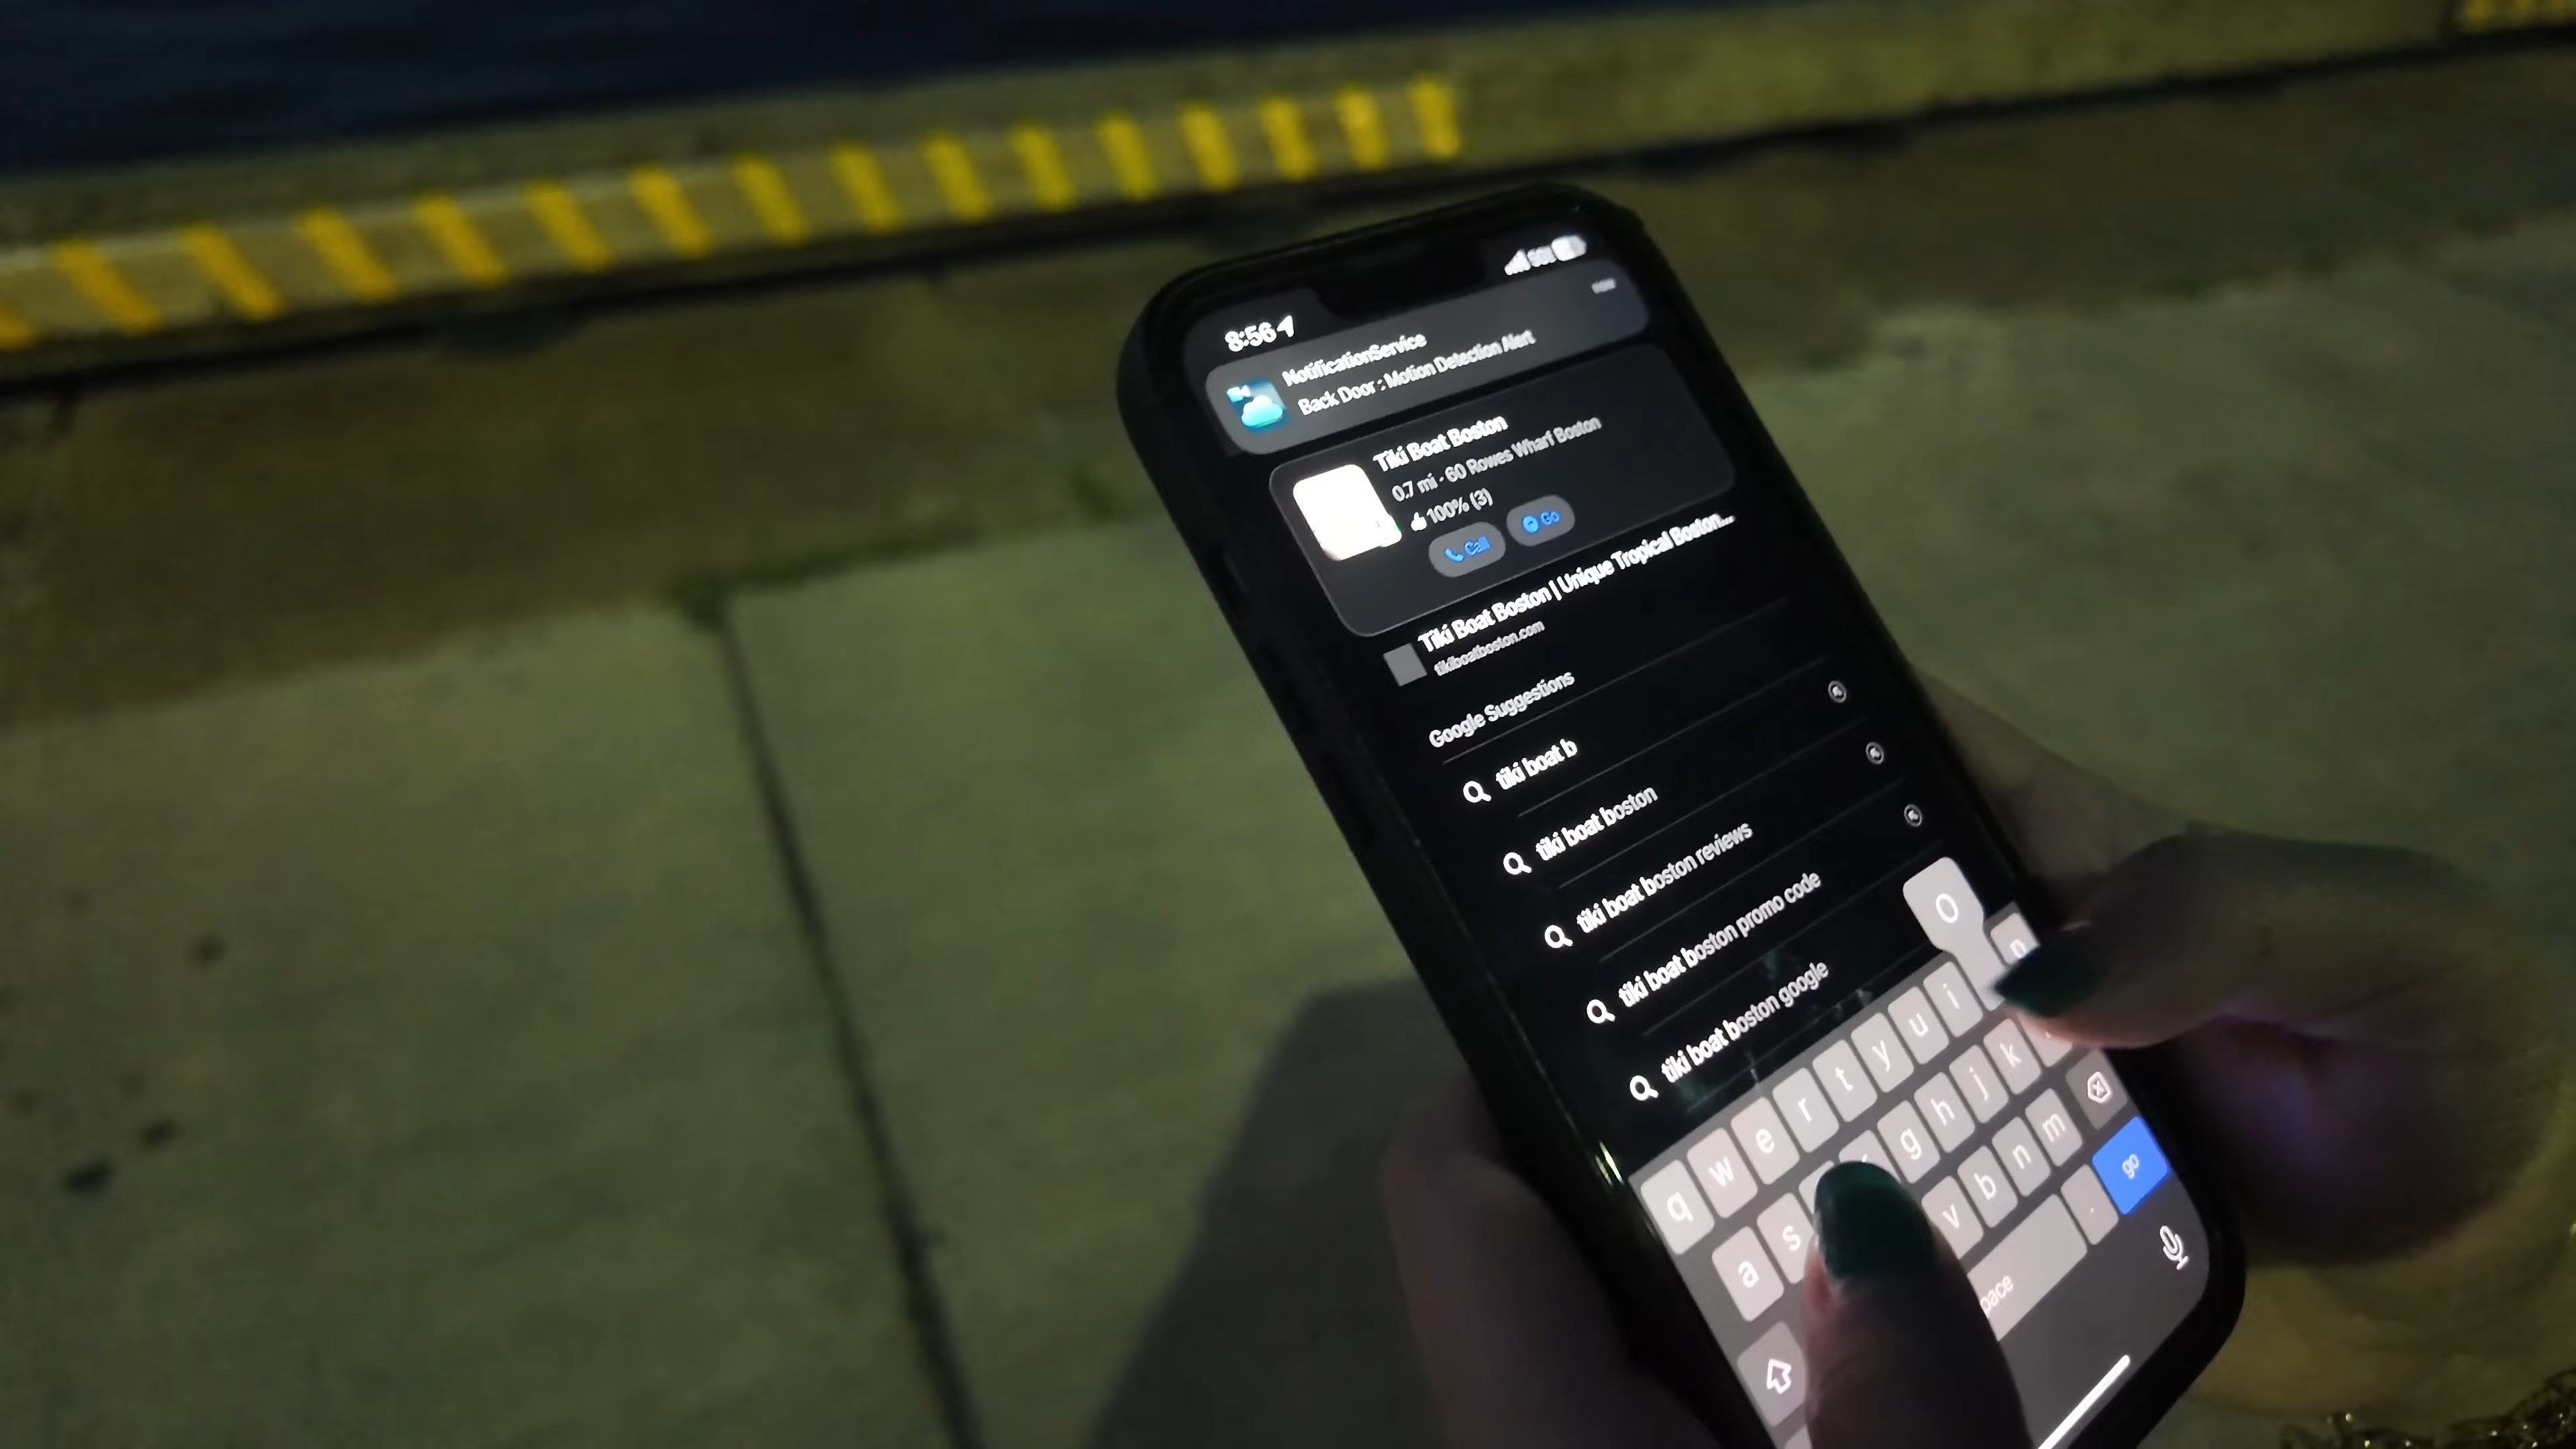 8:56
NotificationService
now
Back Door : Motion Detection Alert
Tiki Boat Boston
0.7 mi · 60 Rowes Wharf Boston
100% (3)
Call
Go
Tiki Boat Boston | Unique Tropical Boston...
tikiboatboston.com
Google Suggestions
tiki boat b
tiki boat boston
tiki boat boston reviews
tiki boat boston promo code
tiki boat boston google
q w e r t y u i O p
a s g h j k
v b n m
pace . go